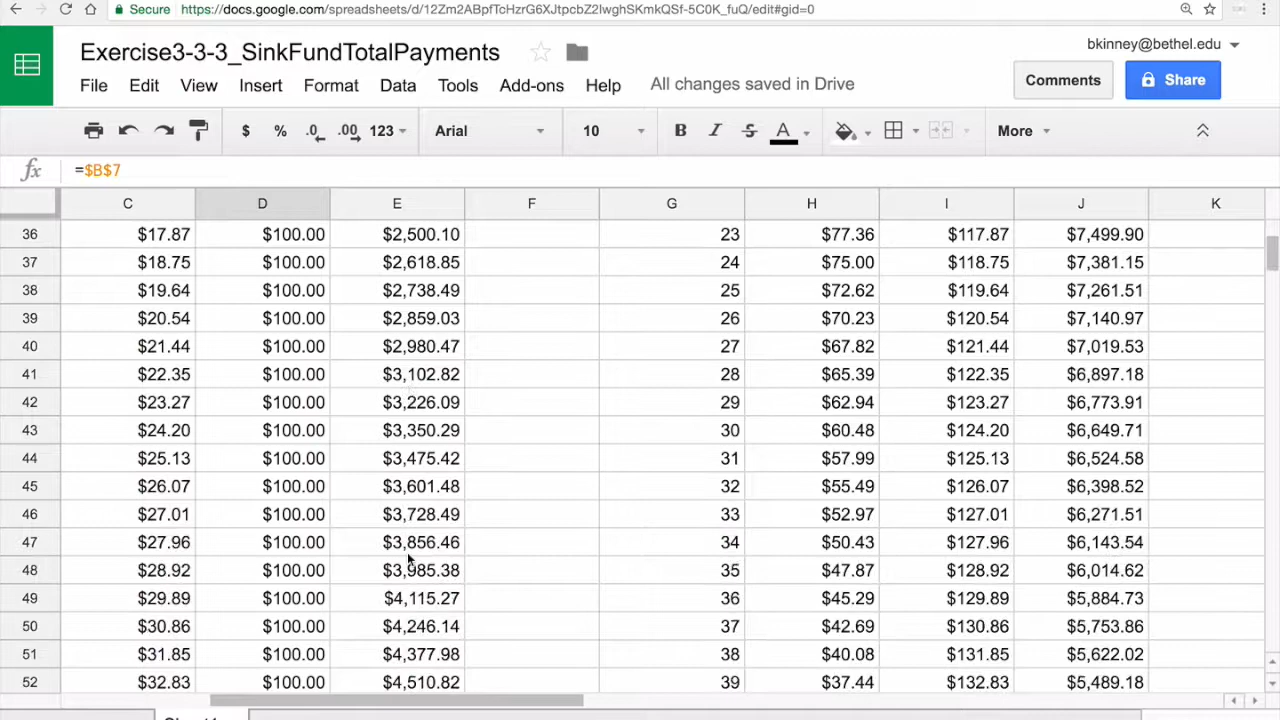 Secure https://docs.google.com/spreadsheets/d/12Zm2ABpfTcHzrG6XJtpcbZ2IwghSKmkQSf-5C0K_fuQ/edit#gid=0
Exercise3-3-3_SinkFundTotalPayments
bkinney@bethel.edu
File Edit View Insert Format Data Tools Add-ons Help All changes saved in Drive Comments Share
$ % .0 .00 123 Arial 10 B I S A More
fx =$B$7
C D E F G H I J K
36 $17.87 $100.00 $2,500.10 23 $77.36 $117.87 $7,499.90
37 $18.75 $100.00 $2,618.85 24 $75.00 $118.75 $7,381.15
38 $19.64 $100.00 $2,738.49 25 $72.62 $119.64 $7,261.51
39 $20.54 $100.00 $2,859.03 26 $70.23 $120.54 $7,140.97
40 $21.44 $100.00 $2,980.47 27 $67.82 $121.44 $7,019.53
41 $22.35 $100.00 $3,102.82 28 $65.39 $122.35 $6,897.18
42 $23.27 $100.00 $3,226.09 29 $62.94 $123.27 $6,773.91
43 $24.20 $100.00 $3,350.29 30 $60.48 $124.20 $6,649.71
44 $25.13 $100.00 $3,475.42 31 $57.99 $125.13 $6,524.58
45 $26.07 $100.00 $3,601.48 32 $55.49 $126.07 $6,398.52
46 $27.01 $100.00 $3,728.49 33 $52.97 $127.01 $6,271.51
47 $27.96 $100.00 $3,856.46 34 $50.43 $127.96 $6,143.54
48 $28.92 $100.00 $3,985.38 35 $47.87 $128.92 $6,014.62
49 $29.89 $100.00 $4,115.27 36 $45.29 $129.89 $5,884.73
50 $30.86 $100.00 $4,246.14 37 $42.69 $130.86 $5,753.86
51 $31.85 $100.00 $4,377.98 38 $40.08 $131.85 $5,622.02
52 $32.83 $100.00 $4,510.82 39 $37.44 $132.83 $5,489.18